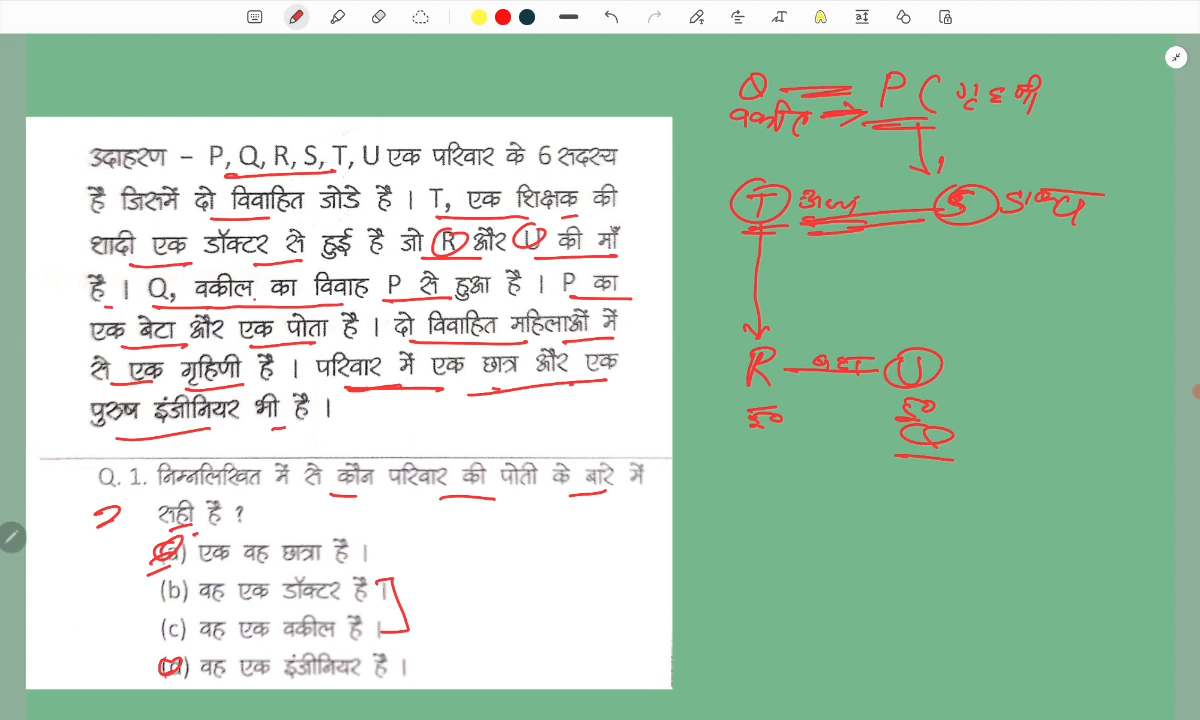 उदाहरण – P, Q, R, S, T, U एक परिवार के 6 सदस्य
है जिसमें दो विवाहित जोडे है । T, एक शिक्षक की
शादी एक डॉक्टर से हुई है जो R और U की माँ
है । Q, वकील का विवाह P से हुआ है । P का
एक बेटा और एक पोता है । दो विवाहित महिलाओं में
से एक गृहिणी है । परिवार में एक छात्र और एक
पुरुष इंजीनियर भी है ।
Q. 1. निम्नलिखित में से कौन परिवार की पोती के बारे में
सही है ?
(a) एक वह छात्रा है ।
(b) वह एक डॉक्टर है ।
(c) वह एक वकील है ।
(d) वह एक इंजीनियर है ।
Q P (
वकील
T S
R U
इं० इं०